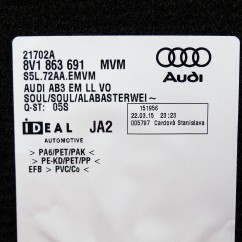 21702A
8V1 863 691 MVM
S5L.72AA.EMVM
Audi
AUDI AB3 EM LL VO
SOUL/SOUL/ALABASTERWEI~
Q-ST: 05S
151956
22.03.15 23:23
005797 Cardová Stanislava
IDEAL JA2
AUTOMOTIVE
> PA6/PET/PAK <
> PE-KD/PET/PP <
EFB > PVC/Co <